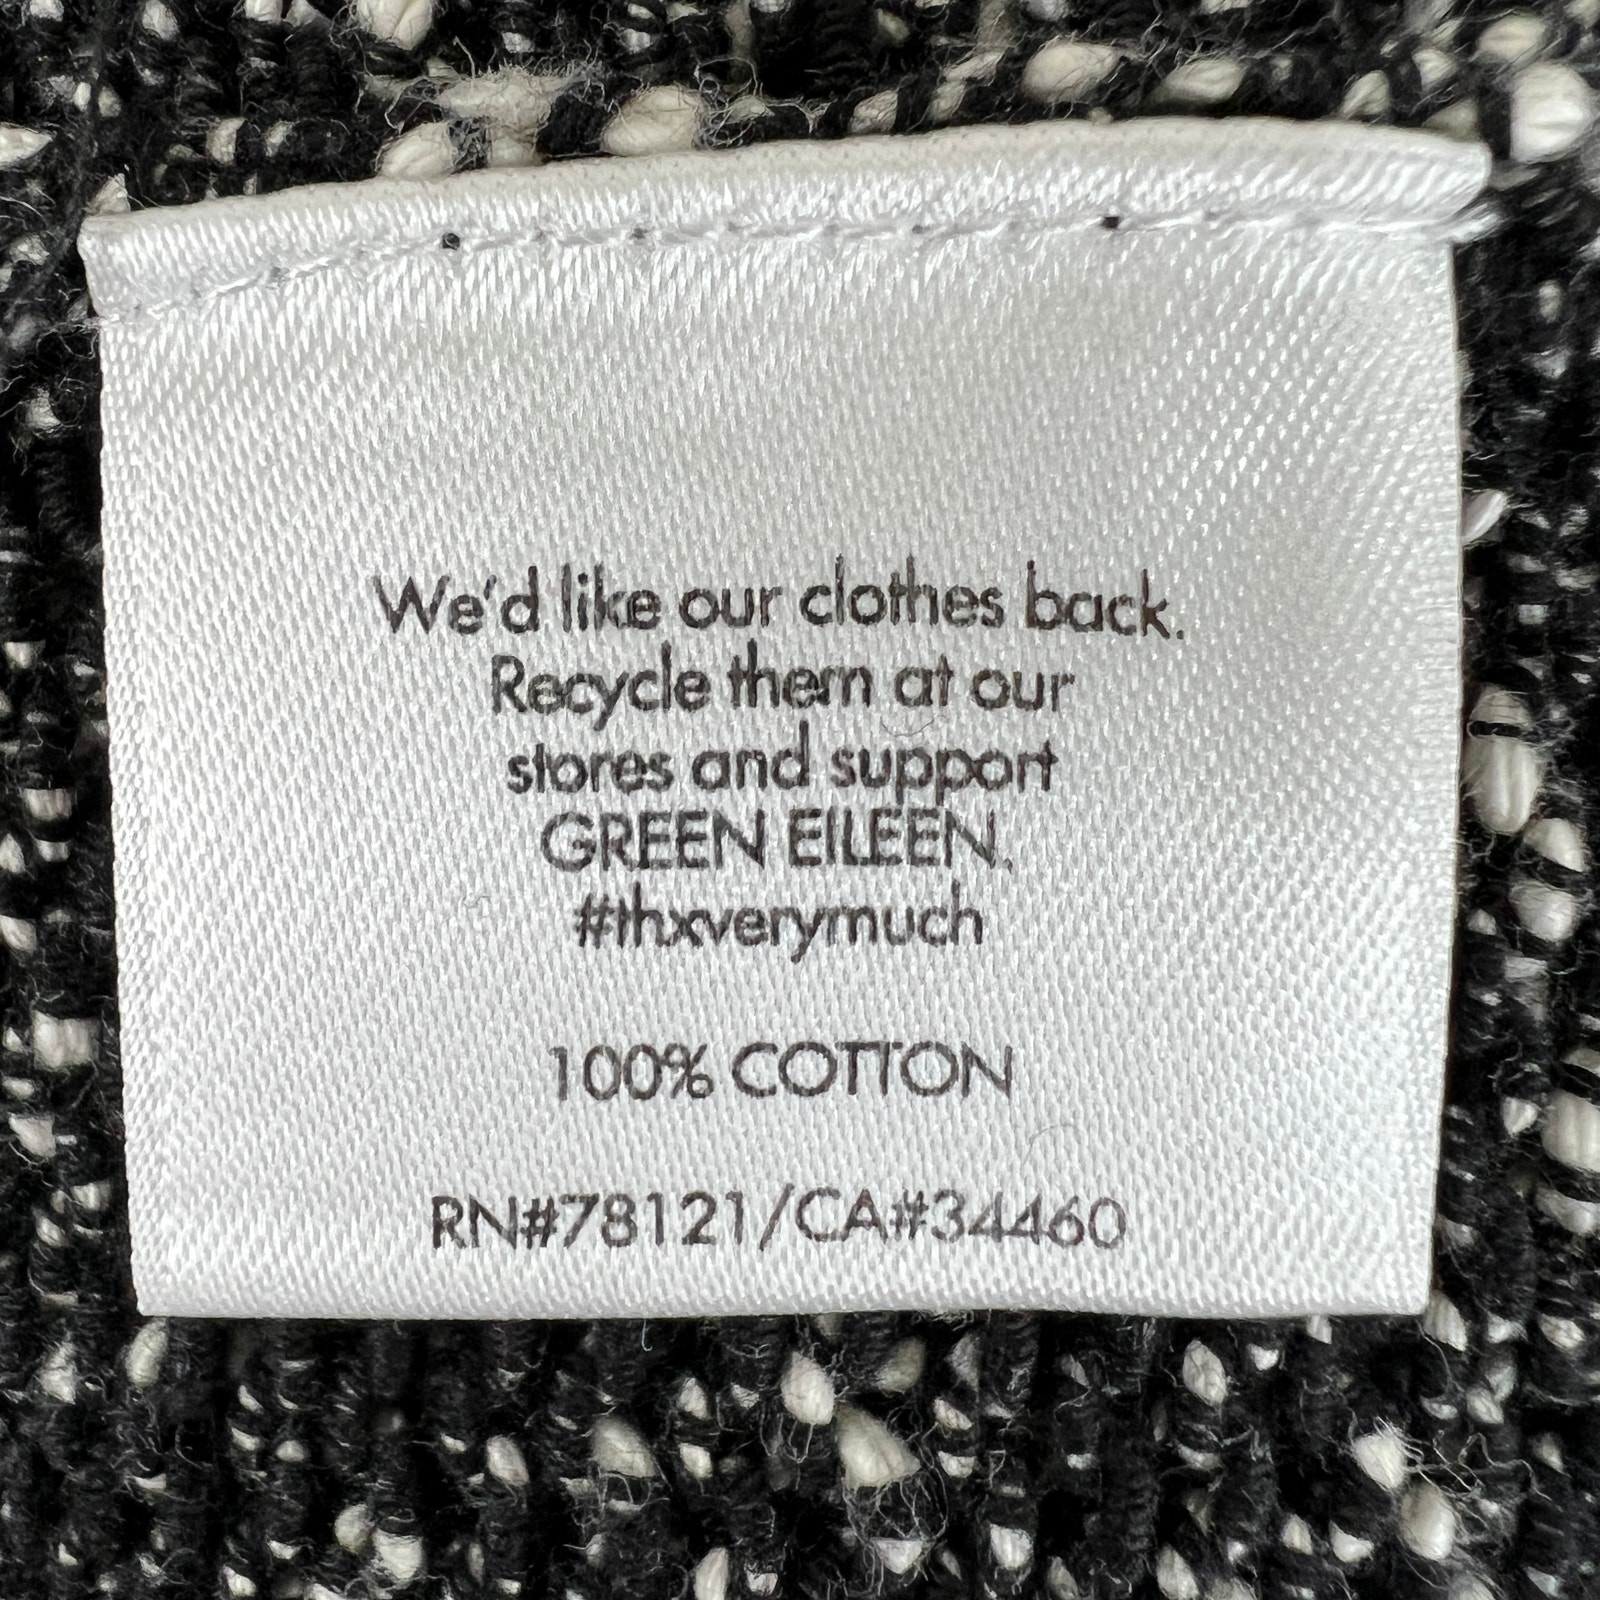 We'd like our clothes back.
Recycle them at our
stores and support
GREEN EILEEN.
#thxverymuch
100% COTTON
RN#78121/CA#34460